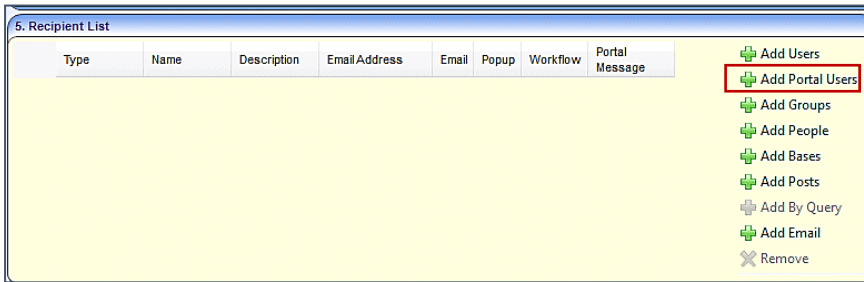 5. Recipient List
Type Name Description Email Address Email Popup Workflow Portal Message
Add Users
Add Portal Users
Add Groups
Add People
Add Bases
Add Posts
Add By Query
Add Email
Remove